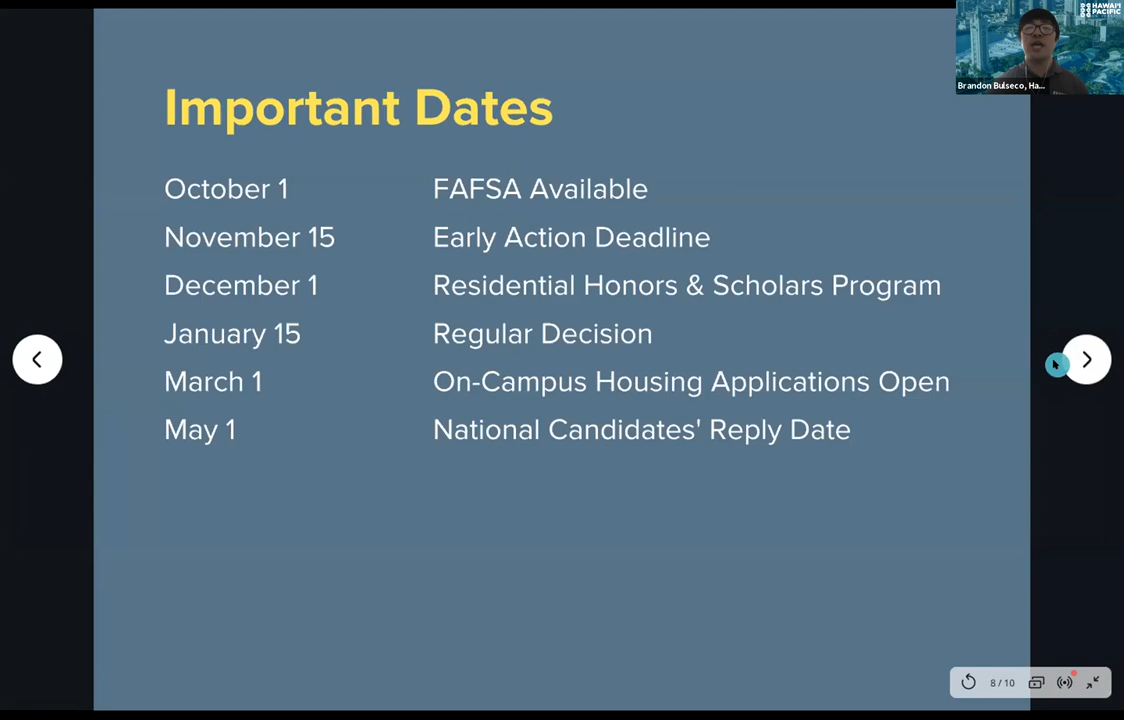 HAWAI'I
PACIFIC
Brandon Bulseco, Ha...
Important Dates
October 1 FAFSA Available
November 15 Early Action Deadline
December 1 Residential Honors & Scholars Program
January 15 Regular Decision
March 1 On-Campus Housing Applications Open
May 1 National Candidates' Reply Date
8 / 10